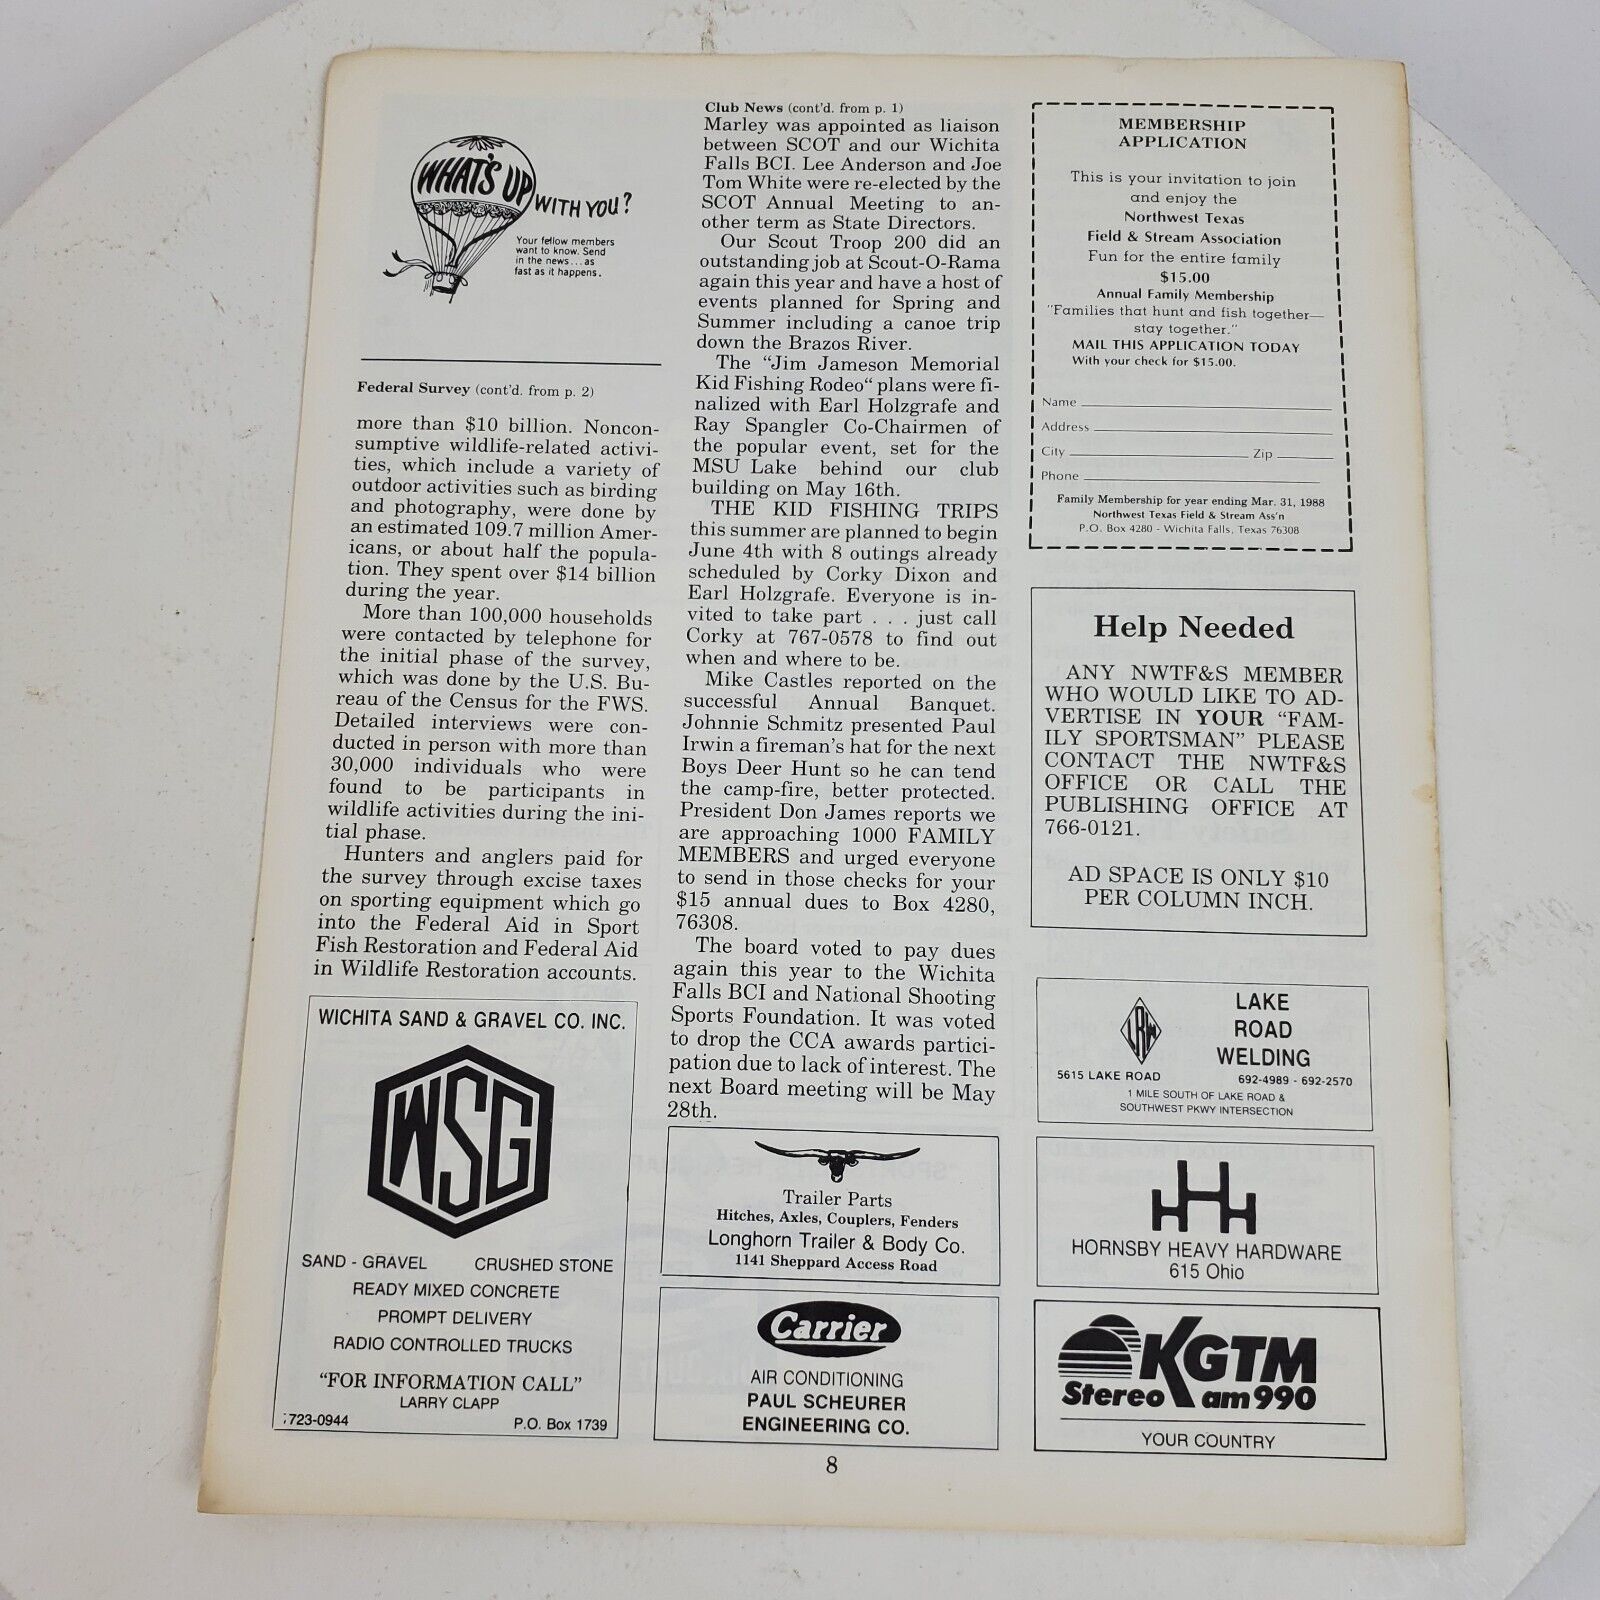 WHAT'S UP
WITH YOU?
Your fellow members
want to know. Send
in the news...as
fast as it happens.
Federal Survey (cont'd. from p. 2)
more than $10 billion. Noncon-
sumptive wildlife-related activi-
ties, which include a variety of
outdoor activities such as birding
and photography, were done by
an estimated 109.7 million Amer-
icans, or about half the popula-
tion. They spent over $14 billion
during the year.
More than 100,000 households
were contacted by telephone for
the initial phase of the survey,
which was done by the U.S. Bu-
reau of the Census for the FWS.
Detailed interviews were con-
ducted in person with more than
30,000 individuals who were
found to be participants in
wildlife activities during the ini-
tial phase.
Hunters and anglers paid for
the survey through excise taxes
on sporting equipment which go
into the Federal Aid in Sport
Fish Restoration and Federal Aid
in Wildlife Restoration accounts.
WICHITA SAND & GRAVEL CO. INC.
WSG
SAND - GRAVEL CRUSHED STONE
READY MIXED CONCRETE
PROMPT DELIVERY
RADIO CONTROLLED TRUCKS
"FOR INFORMATION CALL"
LARRY CLAPP
723-0944 P.O. Box 1739
Club News (cont'd. from p. 1)
Marley was appointed as liaison
between SCOT and our Wichita
Falls BCI. Lee Anderson and Joe
Tom White were re-elected by the
SCOT Annual Meeting to an-
other term as State Directors.
Our Scout Troop 200 did an
outstanding job at Scout-O-Rama
again this year and have a host of
events planned for Spring and
Summer including a canoe trip
down the Brazos River.
The "Jim Jameson Memorial
Kid Fishing Rodeo" plans were fi-
nalized with Earl Holzgrafe and
Ray Spangler Co-Chairmen of
the popular event, set for the
MSU Lake behind our club
building on May 16th.
THE KID FISHING TRIPS
this summer are planned to begin
June 4th with 8 outings already
scheduled by Corky Dixon and
Earl Holzgrafe. Everyone is in-
vited to take part . . . just call
Corky at 767-0578 to find out
when and where to be.
Mike Castles reported on the
successful Annual Banquet.
Johnnie Schmitz presented Paul
Irwin a fireman's hat for the next
Boys Deer Hunt so he can tend
the camp-fire, better protected.
President Don James reports we
are approaching 1000 FAMILY
MEMBERS and urged everyone
to send in those checks for your
$15 annual dues to Box 4280,
76308.
The board voted to pay dues
again this year to the Wichita
Falls BCI and National Shooting
Sports Foundation. It was voted
to drop the CCA awards partici-
pation due to lack of interest. The
next Board meeting will be May
28th.
Trailer Parts
Hitches, Axles, Couplers, Fenders
Longhorn Trailer & Body Co.
1141 Sheppard Access Road
Carrier
AIR CONDITIONING
PAUL SCHEURER
ENGINEERING CO.
MEMBERSHIP
APPLICATION
This is your invitation to join
and enjoy the
Northwest Texas
Field & Stream Association
Fun for the entire family
$15.00
Annual Family Membership
"Families that hunt and fish together—
stay together."
MAIL THIS APPLICATION TODAY
With your check for $15.00.
Name
Address
City Zip
Phone
Family Membership for year ending Mar. 31, 1988
Northwest Texas Field & Stream Ass'n
P.O. Box 4280 - Wichita Falls, Texas 76308
Help Needed
ANY NWTF&S MEMBER
WHO WOULD LIKE TO AD-
VERTISE IN YOUR "FAM-
ILY SPORTSMAN" PLEASE
CONTACT THE NWTF&S
OFFICE OR CALL THE
PUBLISHING OFFICE AT
766-0121.
AD SPACE IS ONLY $10
PER COLUMN INCH.
LRW
LAKE
ROAD
WELDING
5615 LAKE ROAD 692-4989 - 692-2570
1 MILE SOUTH OF LAKE ROAD &
SOUTHWEST PKWY INTERSECTION
HHH
HORNSBY HEAVY HARDWARE
615 Ohio
KGTM
Stereo am 990
YOUR COUNTRY
8